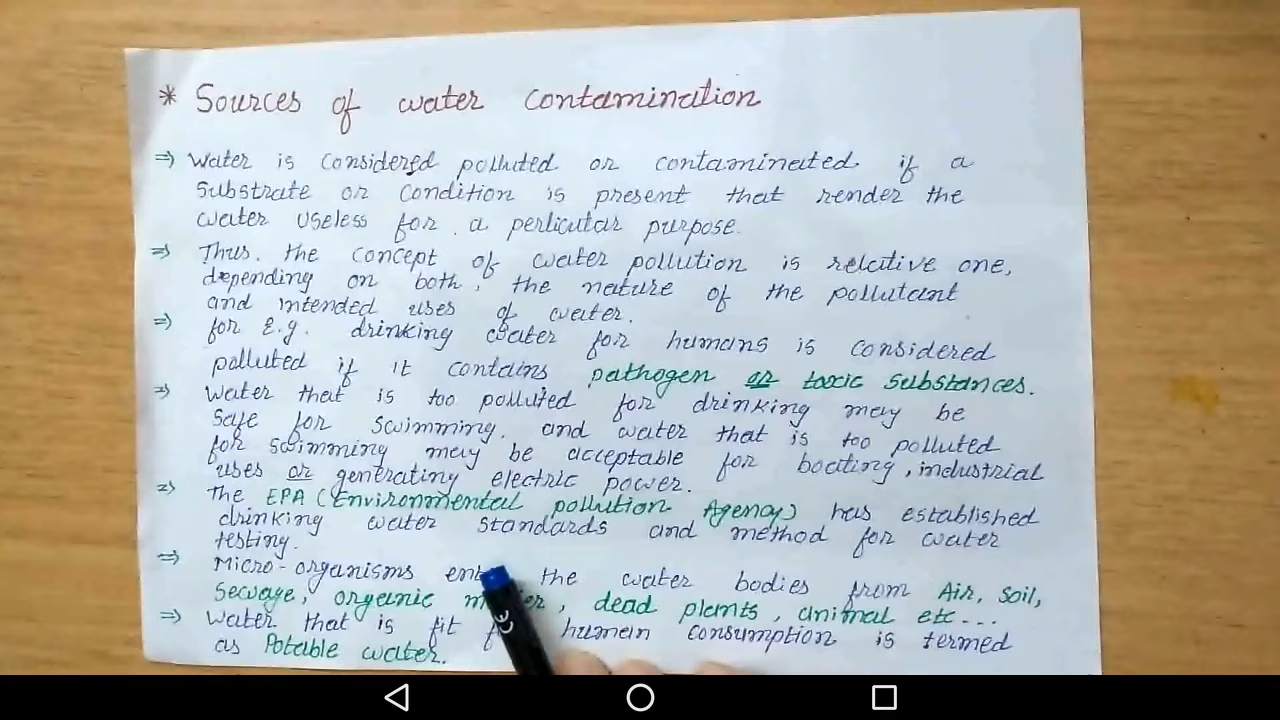 * Sources of water contamination
⇒ Water is considered polluted or contaminated. if a
Substrate or condition is present that render the
water useless for a perticular purpose.
⇒ Thus. the concept of water pollution is relative one,
depending on both, the nature of the pollutant
and intended uses of water.
⇒ for E.g. drinking water for humans is considered
polluted if it contains pathogen or toxic substances.
⇒ Water that is too polluted for drinking may be
Safe for swimming. and water that is too polluted
for swimming may be acceptable for boating, industrial
uses or generating electric power.
⇒ The EPA (Environmental pollution Agency) has established
drinking water standards and method for water
testing.
⇒ Micro-organisms the water bodies from Air, Soil,
Sewage, organic , dead plants, animal etc...
⇒ Water that is fit human consumption is termed
as Potable water.